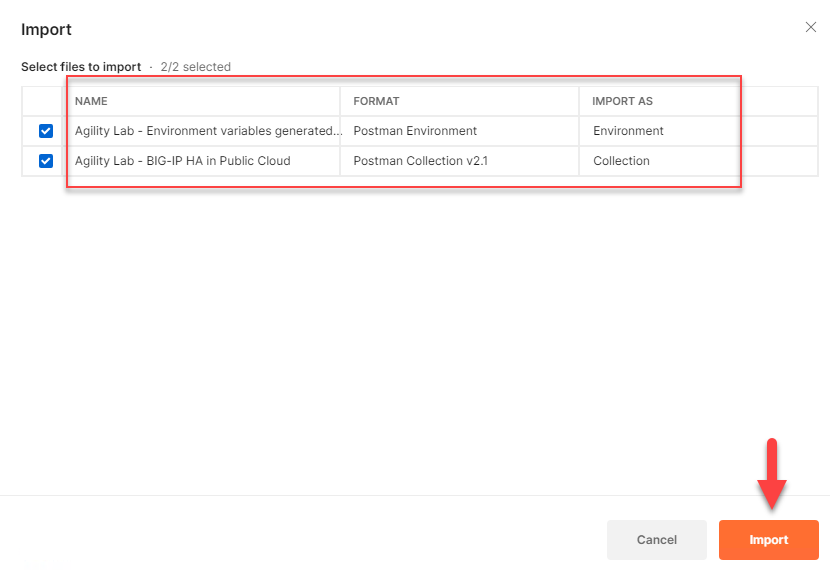 Import
Select files to import · 2/2 selected
NAME FORMAT IMPORT AS
Agility Lab - Environment variables generated... Postman Environment Environment
Agility Lab - BIG-IP HA in Public Cloud Postman Collection v2.1 Collection
Cancel Import